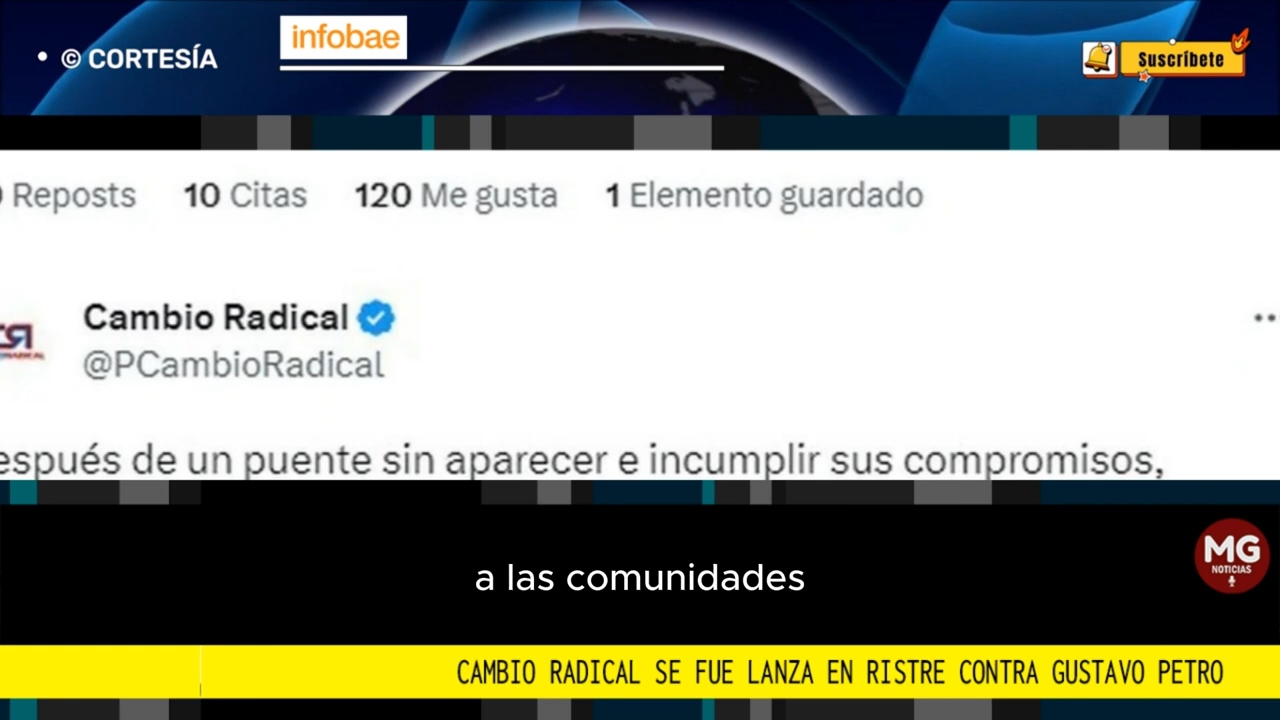 infobae
• © CORTESÍA
Suscríbete
Reposts 10 Citas 120 Me gusta 1 Elemento guardado
Cambio Radical
@PCambioRadical
espués de un puente sin aparecer e incumplir sus compromisos,
a las comunidades
MG
NOTICIAS
CAMBIO RADICAL SE FUE LANZA EN RISTRE CONTRA GUSTAVO PETRO